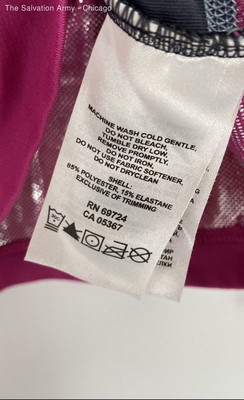 The Salvation Army - Chicago
MACHINE WASH COLD GENTLE.
DO NOT BLEACH.
TUMBLE DRY LOW.
REMOVE PROMPTLY.
DO NOT IRON.
DO NOT USE FABRIC SOFTENER.
DO NOT DRYCLEAN
SHELL:
85% POLYESTER, 15% ELASTANE
EXCLUSIVE OF TRIMMING
RN 69724
CA 05367